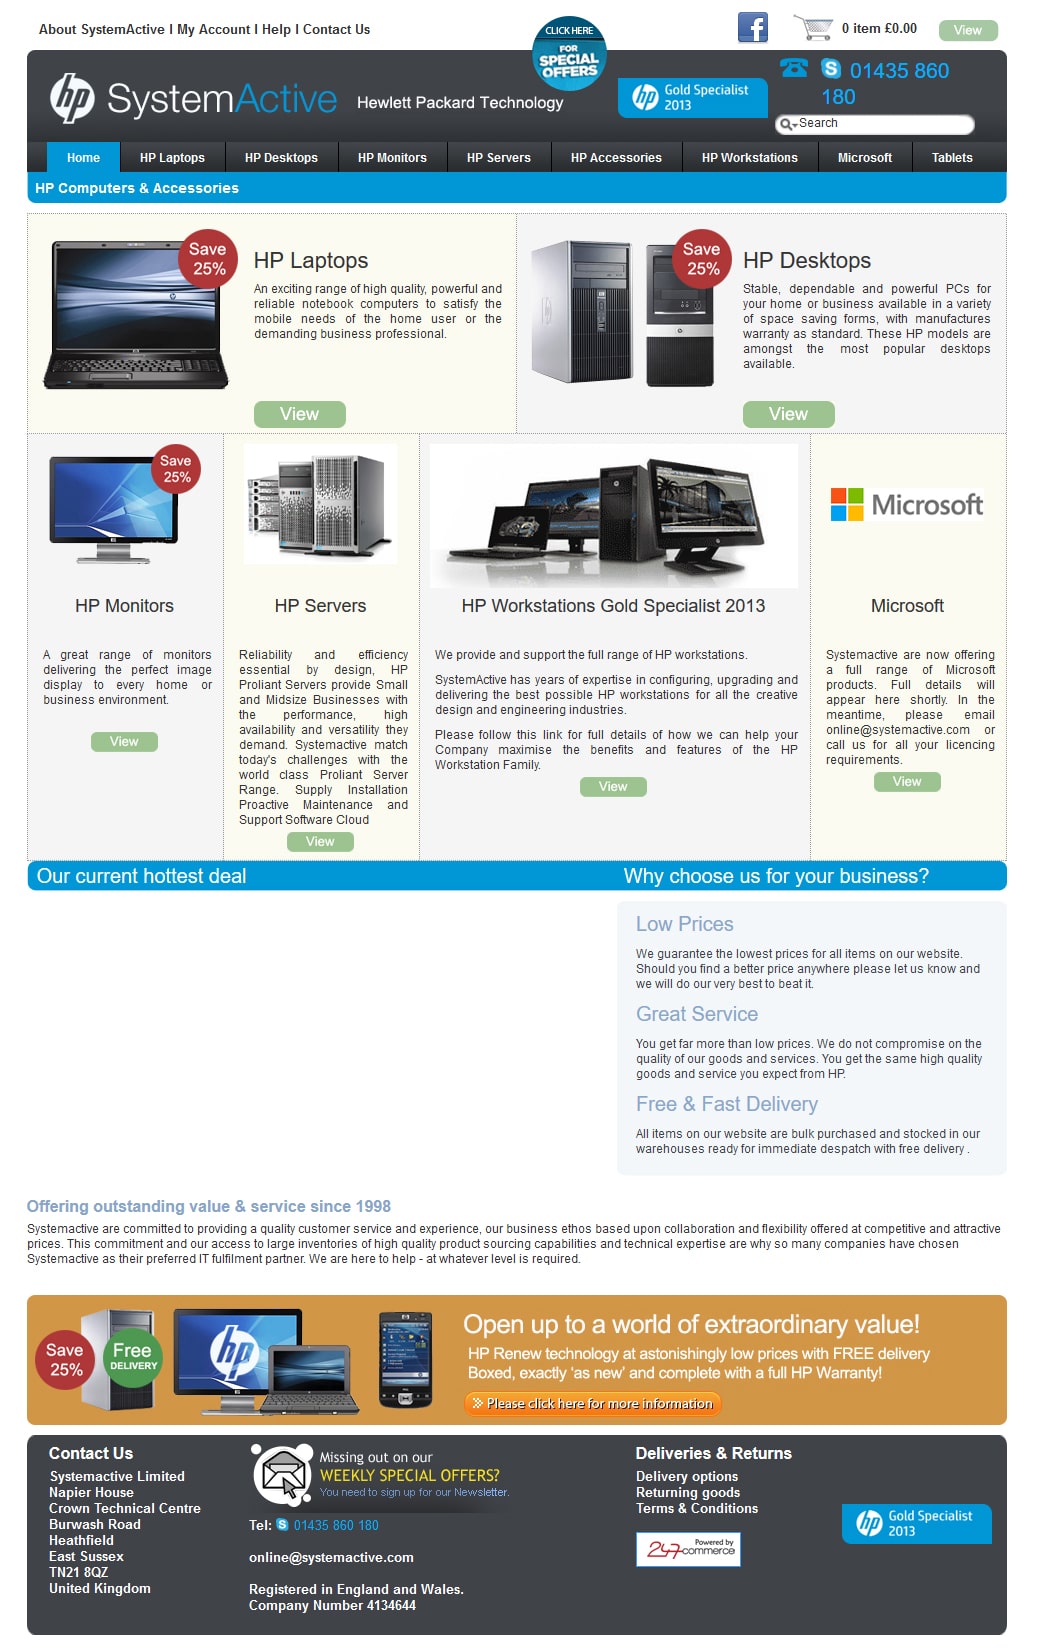 About SystemActive I My Account I Help I Contact Us
CLICK HERE
FOR
SPECIAL
OFFERS
f
0 item £0.00
View
hp SystemActive
Hewlett Packard Technology
hp Gold Specialist
2013
01435 860
180
Search
Home
HP Laptops
HP Desktops
HP Monitors
HP Servers
HP Accessories
HP Workstations
Microsoft
Tablets
HP Computers & Accessories
Save
25%
HP Laptops
An exciting range of high quality, powerful and
reliable notebook computers to satisfy the
mobile needs of the home user or the
demanding business professional.
View
Save
25%
HP Desktops
Stable, dependable and powerful PCs for
your home or business available in a variety
of space saving forms, with manufactures
warranty as standard. These HP models are
amongst the most popular desktops
available.
View
Save
25%
HP Monitors
A great range of monitors
delivering the perfect image
display to every home or
business environment.
View
HP Servers
Reliability and efficiency
essential by design, HP
Proliant Servers provide Small
and Midsize Businesses with
the performance, high
availability and versatility they
demand. Systemactive match
today's challenges with the
world class Proliant Server
Range. Supply Installation
Proactive Maintenance and
Support Software Cloud
View
HP Workstations Gold Specialist 2013
We provide and support the full range of HP workstations.
SystemActive has years of expertise in configuring, upgrading and
delivering the best possible HP workstations for all the creative
design and engineering industries.
Please follow this link for full details of how we can help your
Company maximise the benefits and features of the HP
Workstation Family.
View
Microsoft
Microsoft
Systemactive are now offering
a full range of Microsoft
products. Full details will
appear here shortly. In the
meantime, please email
online@systemactive.com or
call us for all your licencing
requirements.
View
Our current hottest deal
Why choose us for your business?
Low Prices
We guarantee the lowest prices for all items on our website.
Should you find a better price anywhere please let us know and
we will do our very best to beat it.
Great Service
You get far more than low prices. We do not compromise on the
quality of our goods and services. You get the same high quality
goods and service you expect from HP.
Free & Fast Delivery
All items on our website are bulk purchased and stocked in our
warehouses ready for immediate despatch with free delivery .
Offering outstanding value & service since 1998
Systemactive are committed to providing a quality customer service and experience, our business ethos based upon collaboration and flexibility offered at competitive and attractive
prices. This commitment and our access to large inventories of high quality product sourcing capabilities and technical expertise are why so many companies have chosen
Systemactive as their preferred IT fulfilment partner. We are here to help - at whatever level is required.
Save
25%
Free
DELIVERY
hp
Open up to a world of extraordinary value!
HP Renew technology at astonishingly low prices with FREE delivery
Boxed, exactly 'as new' and complete with a full HP Warranty!
Please click here for more information
Contact Us
Systemactive Limited
Napier House
Crown Technical Centre
Burwash Road
Heathfield
East Sussex
TN21 8QZ
United Kingdom
Missing out on our
WEEKLY SPECIAL OFFERS?
You need to sign up for our Newsletter.
Tel: 01435 860 180
online@systemactive.com
Registered in England and Wales.
Company Number 4134644
Deliveries & Returns
Delivery options
Returning goods
Terms & Conditions
Powered by
247commerce
hp Gold Specialist
2013